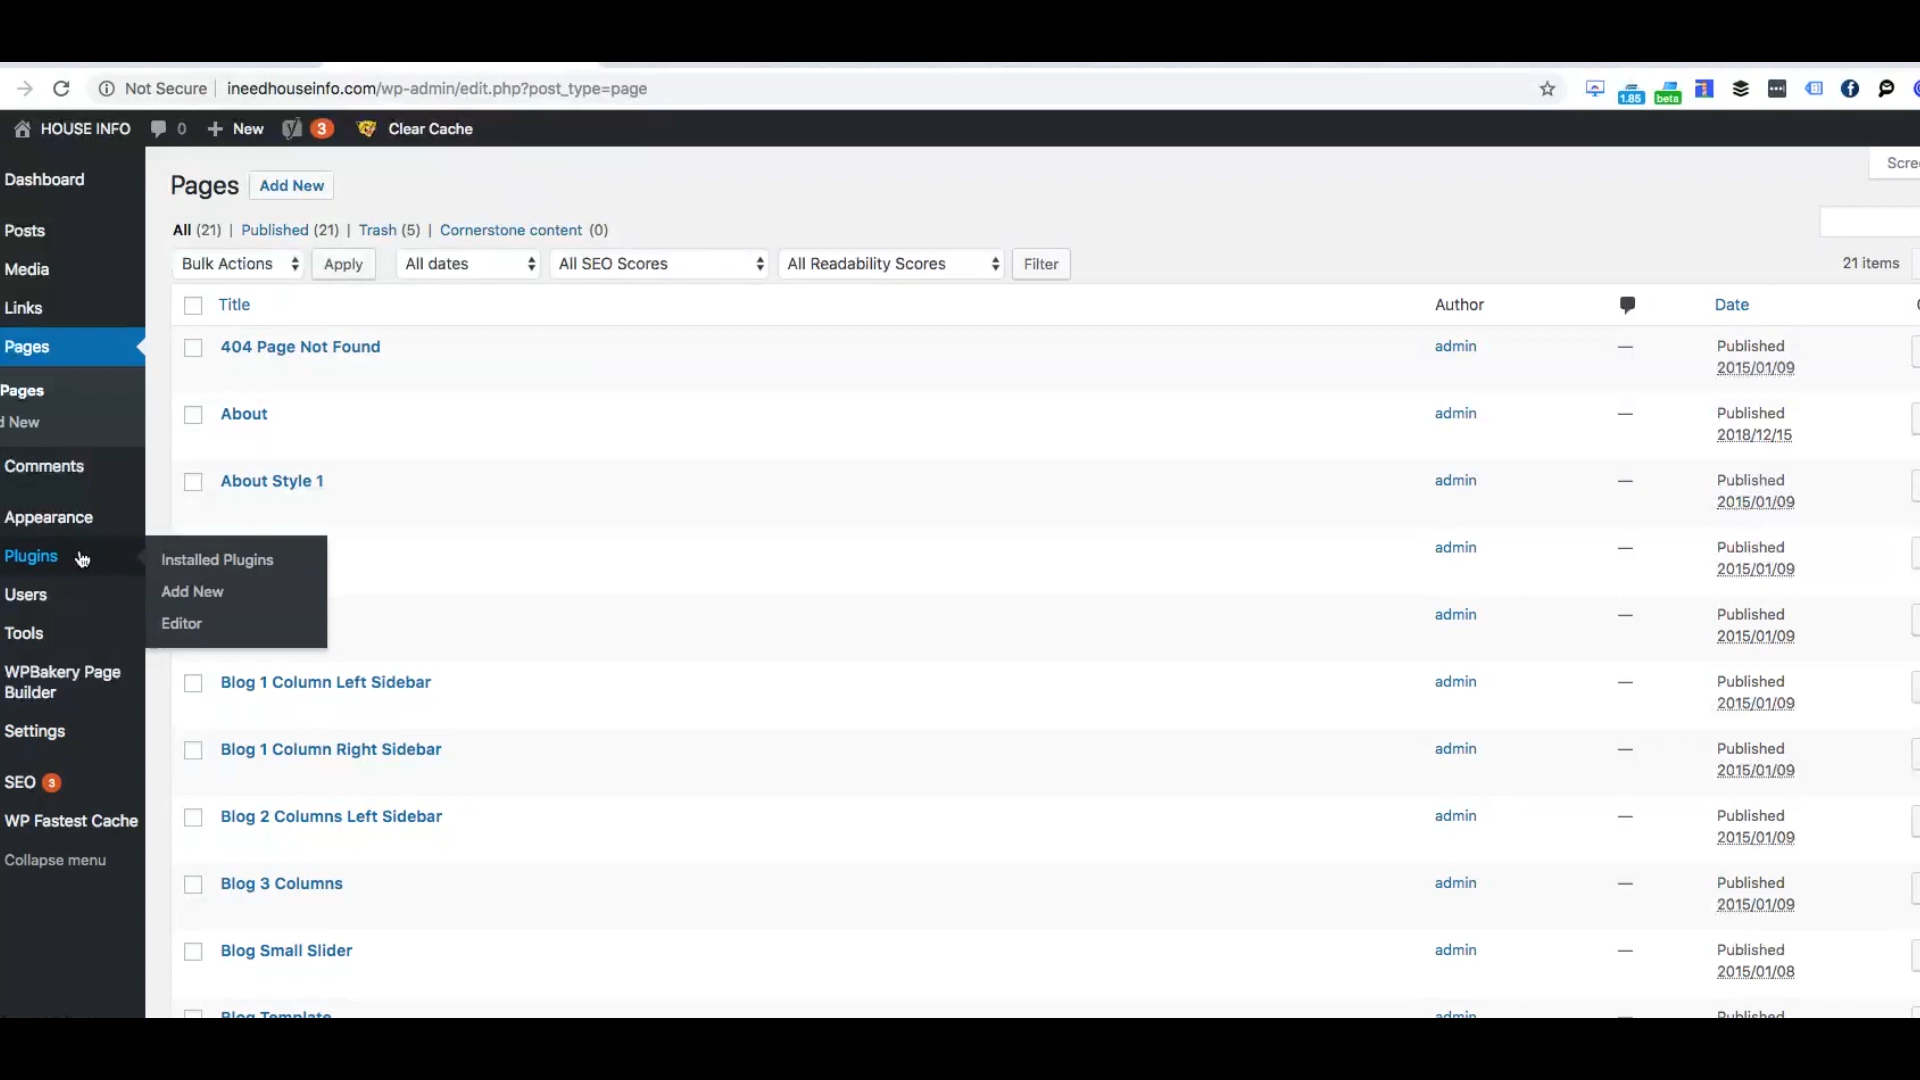 Not Secure ineedhouseinfo.com/wp-admin/edit.php?post_type=page
1.85 beta
HOUSE INFO 0 New 3 Clear Cache
Dashboard
Posts
Media
Links
Pages
Pages
d New
Comments
Appearance
Plugins
Users
Tools
WPBakery Page
Builder
Settings
SEO 3
WP Fastest Cache
Collapse menu
Installed Plugins
Add New
Editor
Pages Add New
Scre
All (21) | Published (21) | Trash (5) | Cornerstone content (0)
Bulk Actions Apply All dates All SEO Scores All Readability Scores Filter 21 items
Title Author Date
404 Page Not Found admin — Published
2015/01/09
About admin — Published
2018/12/15
About Style 1 admin — Published
2015/01/09
admin — Published
2015/01/09
admin — Published
2015/01/09
Blog 1 Column Left Sidebar admin — Published
2015/01/09
Blog 1 Column Right Sidebar admin — Published
2015/01/09
Blog 2 Columns Left Sidebar admin — Published
2015/01/09
Blog 3 Columns admin — Published
2015/01/09
Blog Small Slider admin — Published
2015/01/08
Blog Template admin — Published